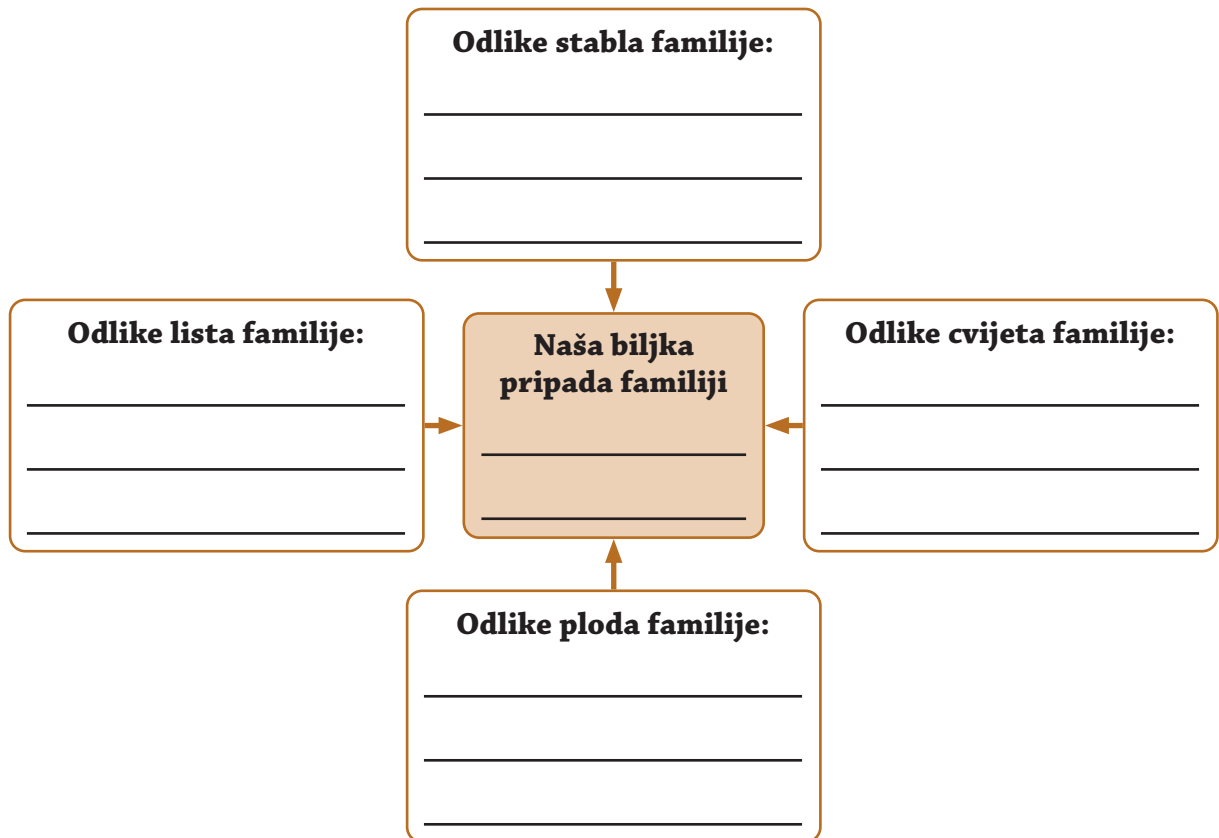 Odlike stabla familije:
Odlike lista familije:
Naša biljka
pripada familiji
Odlike cvijeta familije:
Odlike ploda familije: